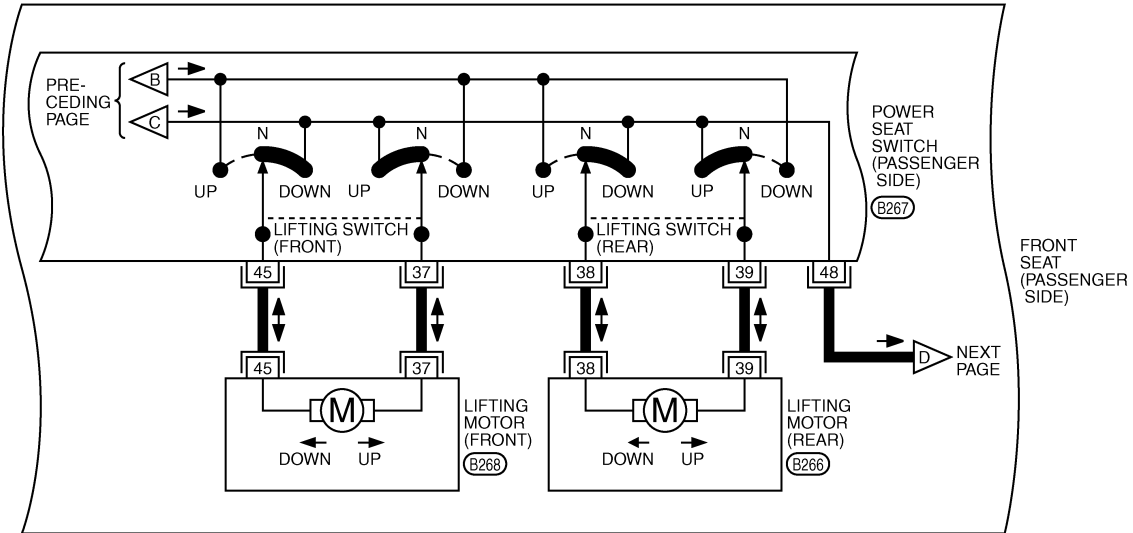 PRE-
CEDING
PAGE
B
C
N
N
N
N
UP
DOWN
UP
DOWN
UP
DOWN
UP
DOWN
LIFTING SWITCH
(FRONT)
LIFTING SWITCH
(REAR)
POWER
SEAT
SWITCH
(PASSENGER
SIDE)
B267
FRONT
SEAT
(PASSENGER
SIDE)
45
37
38
39
48
D
NEXT
PAGE
45
37
38
39
M
DOWN
UP
LIFTING
MOTOR
(FRONT)
B268
M
DOWN
UP
LIFTING
MOTOR
(REAR)
B266